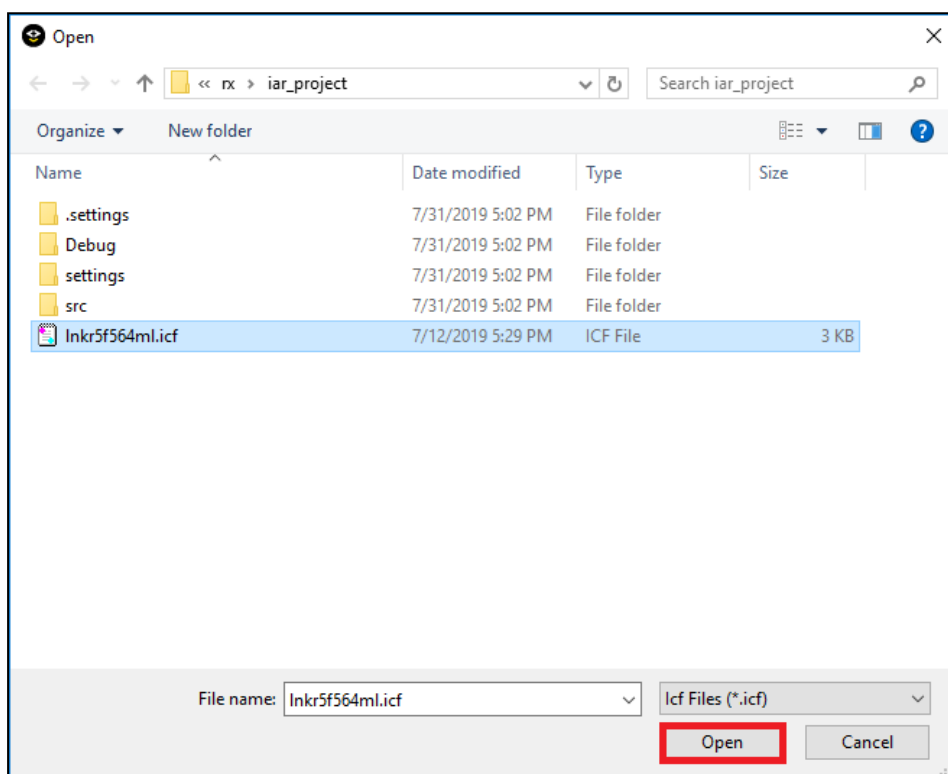 Open
« rx > iar_project
Search iar_project
Organize
New folder
?
Name Date modified Type Size
.settings 7/31/2019 5:02 PM File folder
Debug 7/31/2019 5:02 PM File folder
settings 7/31/2019 5:02 PM File folder
src 7/31/2019 5:02 PM File folder
lnkr5f564ml.icf 7/12/2019 5:29 PM ICF File 3 KB
File name: lnkr5f564ml.icf Icf Files (*.icf)
Open Cancel